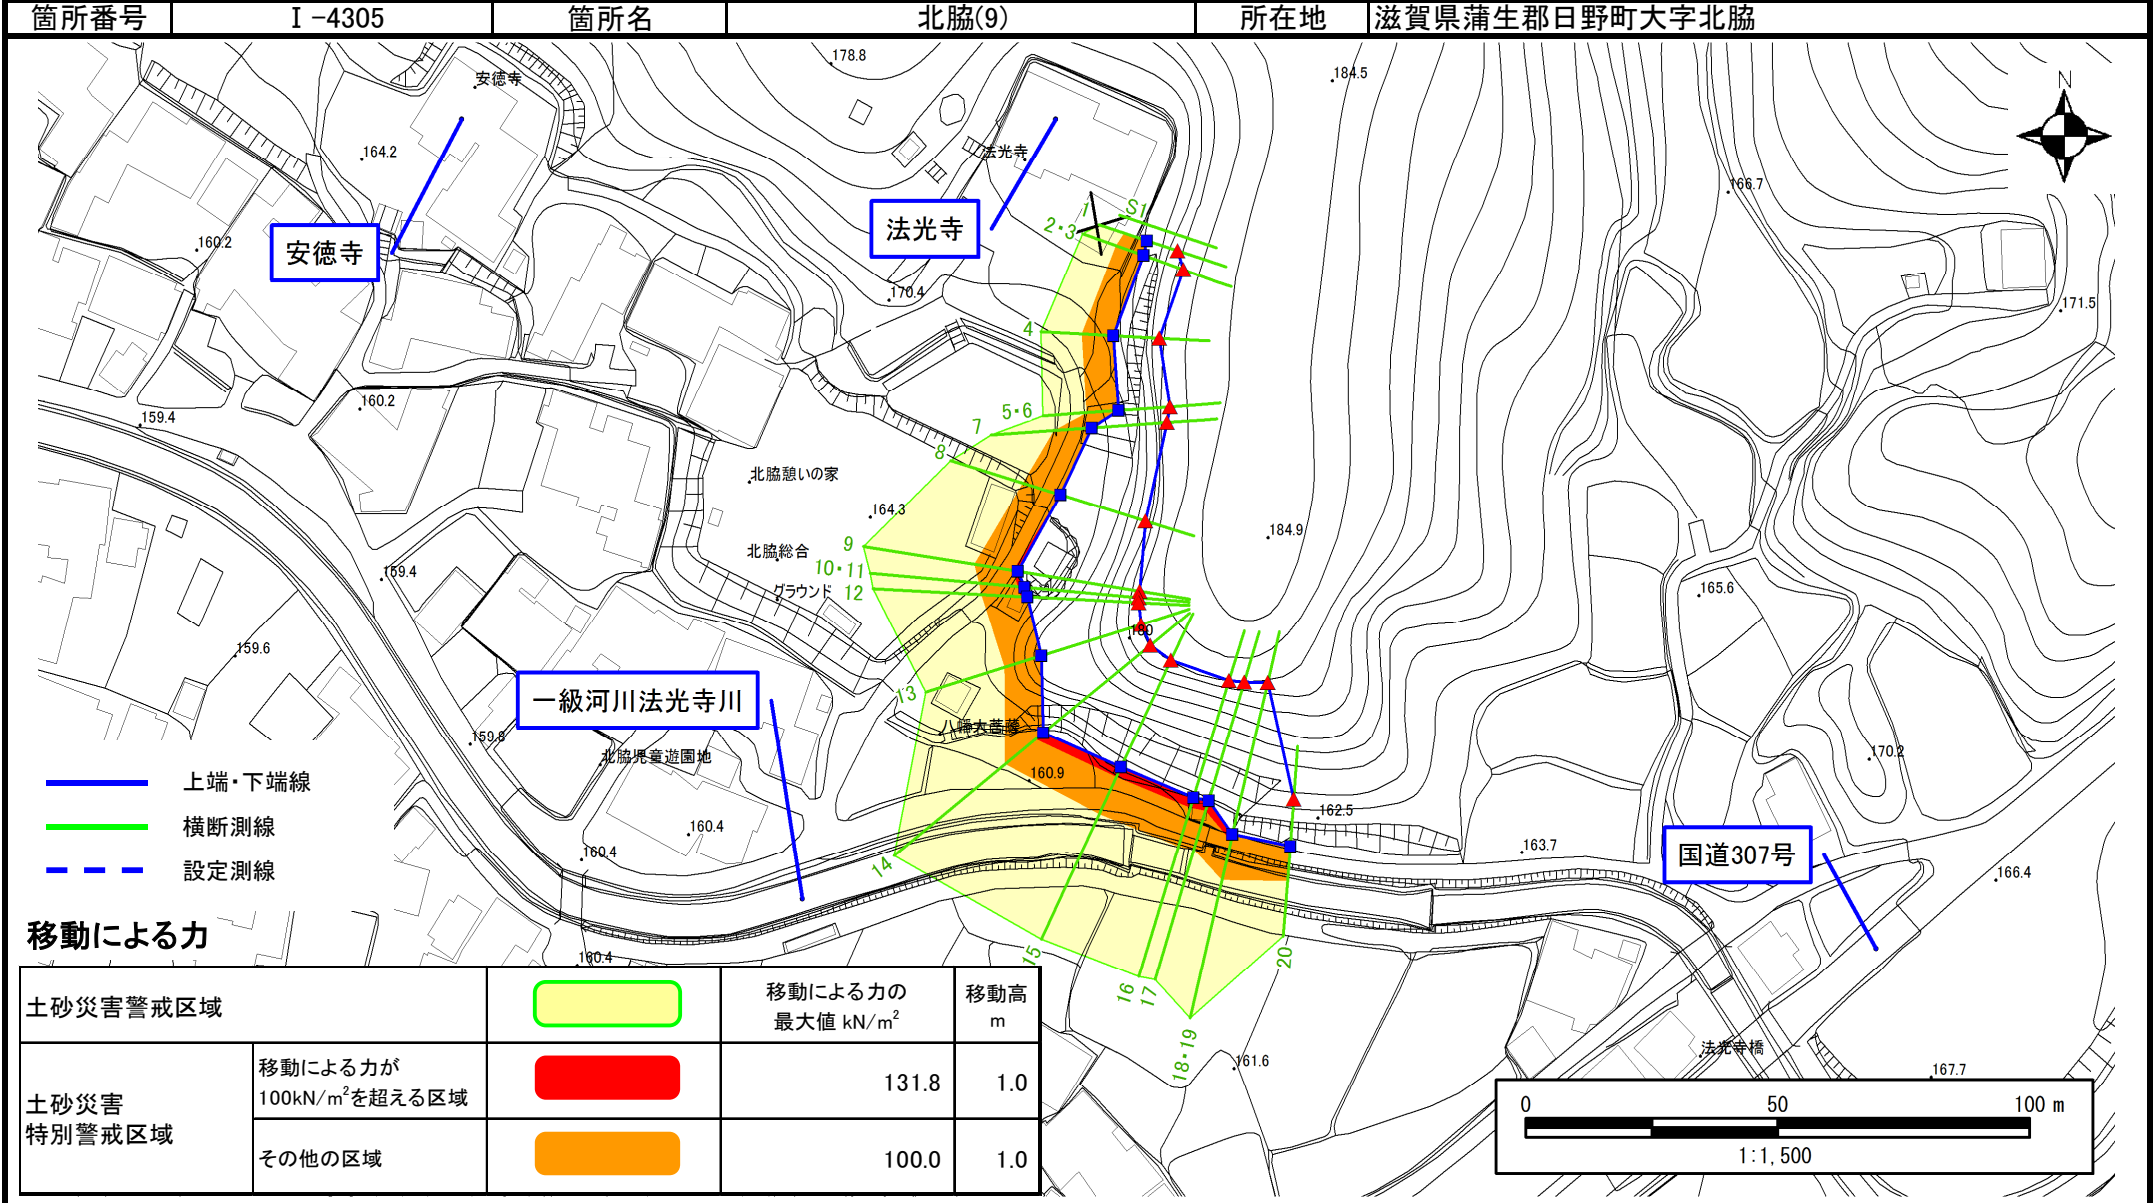 箇所番号 Ⅰ-4305 箇所名 北脇(9) 所在地 滋賀県蒲生郡日野町大字北脇
178.8
184.5
N
安徳寺
164.2
法光寺
166.7
1
S1
2・3
160.2
安徳寺
法光寺
170.4
171.5
4
160.2
159.4
5・6
7
8
北脇憩いの家
164.3
184.9
9
北脇総合
10・11
グラウンド
12
159.4
165.6
180
159.6
13
一級河川法光寺川
八幡大菩薩
159.8
北脇児童遊園地
160.9
170.2
上端・下端線
横断測線
設定測線
160.4
162.5
163.7
国道307号
160.4
14
166.4
移動による力
160.4
15
16
17
18・19
20
土砂災害警戒区域
移動による力の
最大値 kN/m²
移動高
m
土砂災害
特別警戒区域
移動による力が
100kN/m²を超える区域
131.8 1.0
その他の区域
100.0 1.0
161.6
法光寺橋
167.7
0 50 100 m
1:1,500